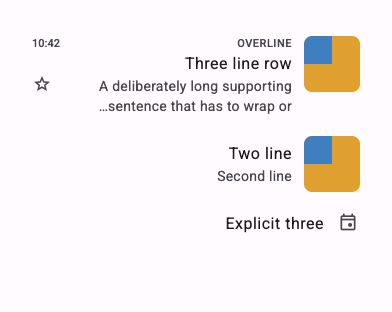 OVERLINE
10:42
Three line row
A deliberately long supporting
sentence that has to wrap or…
Two line
Second line
Explicit three